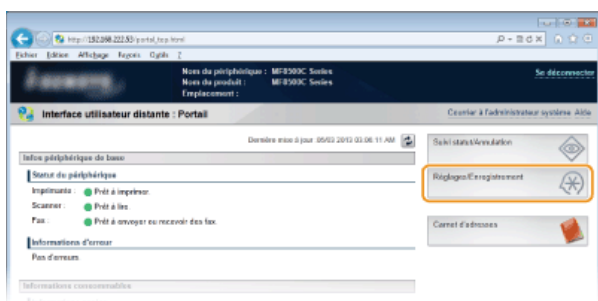 http://192.168.222.83/portal_top.html
Fichier Edition Affichage Favoris Outils ?
Nom du périphérique : MF8500C Series
Nom du produit : MF8500C Series
Emplacement :
Se déconnecter
Interface utilisateur distante : Portail
Courrier à l'administrateur système Aide
Dernière mise à jour :05/03 2013 03:06:11 AM
Infos périphérique de base
Statut du périphérique
Imprimante : Prêt à imprimer.
Scanner : Prêt à lire.
Fax : Prêt à envoyer ou recevoir des fax.
Informations d'erreur
Pas d'erreurs.
Informations consommables
Suivi statut/Annulation
Réglages/Enregistrement
Carnet d'adresses